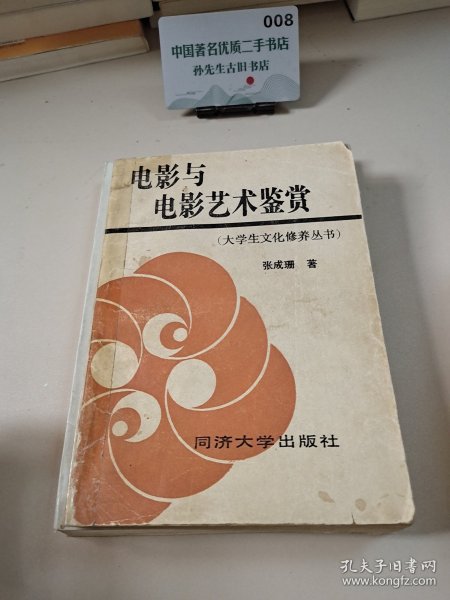 008
中国著名优质二手书店
孙先生古旧书店
电影与
电影艺术鉴赏
(大学生文化修养丛书)
张成珊 著
同济大学出版社
孔夫子旧书网
www.kongfz.com